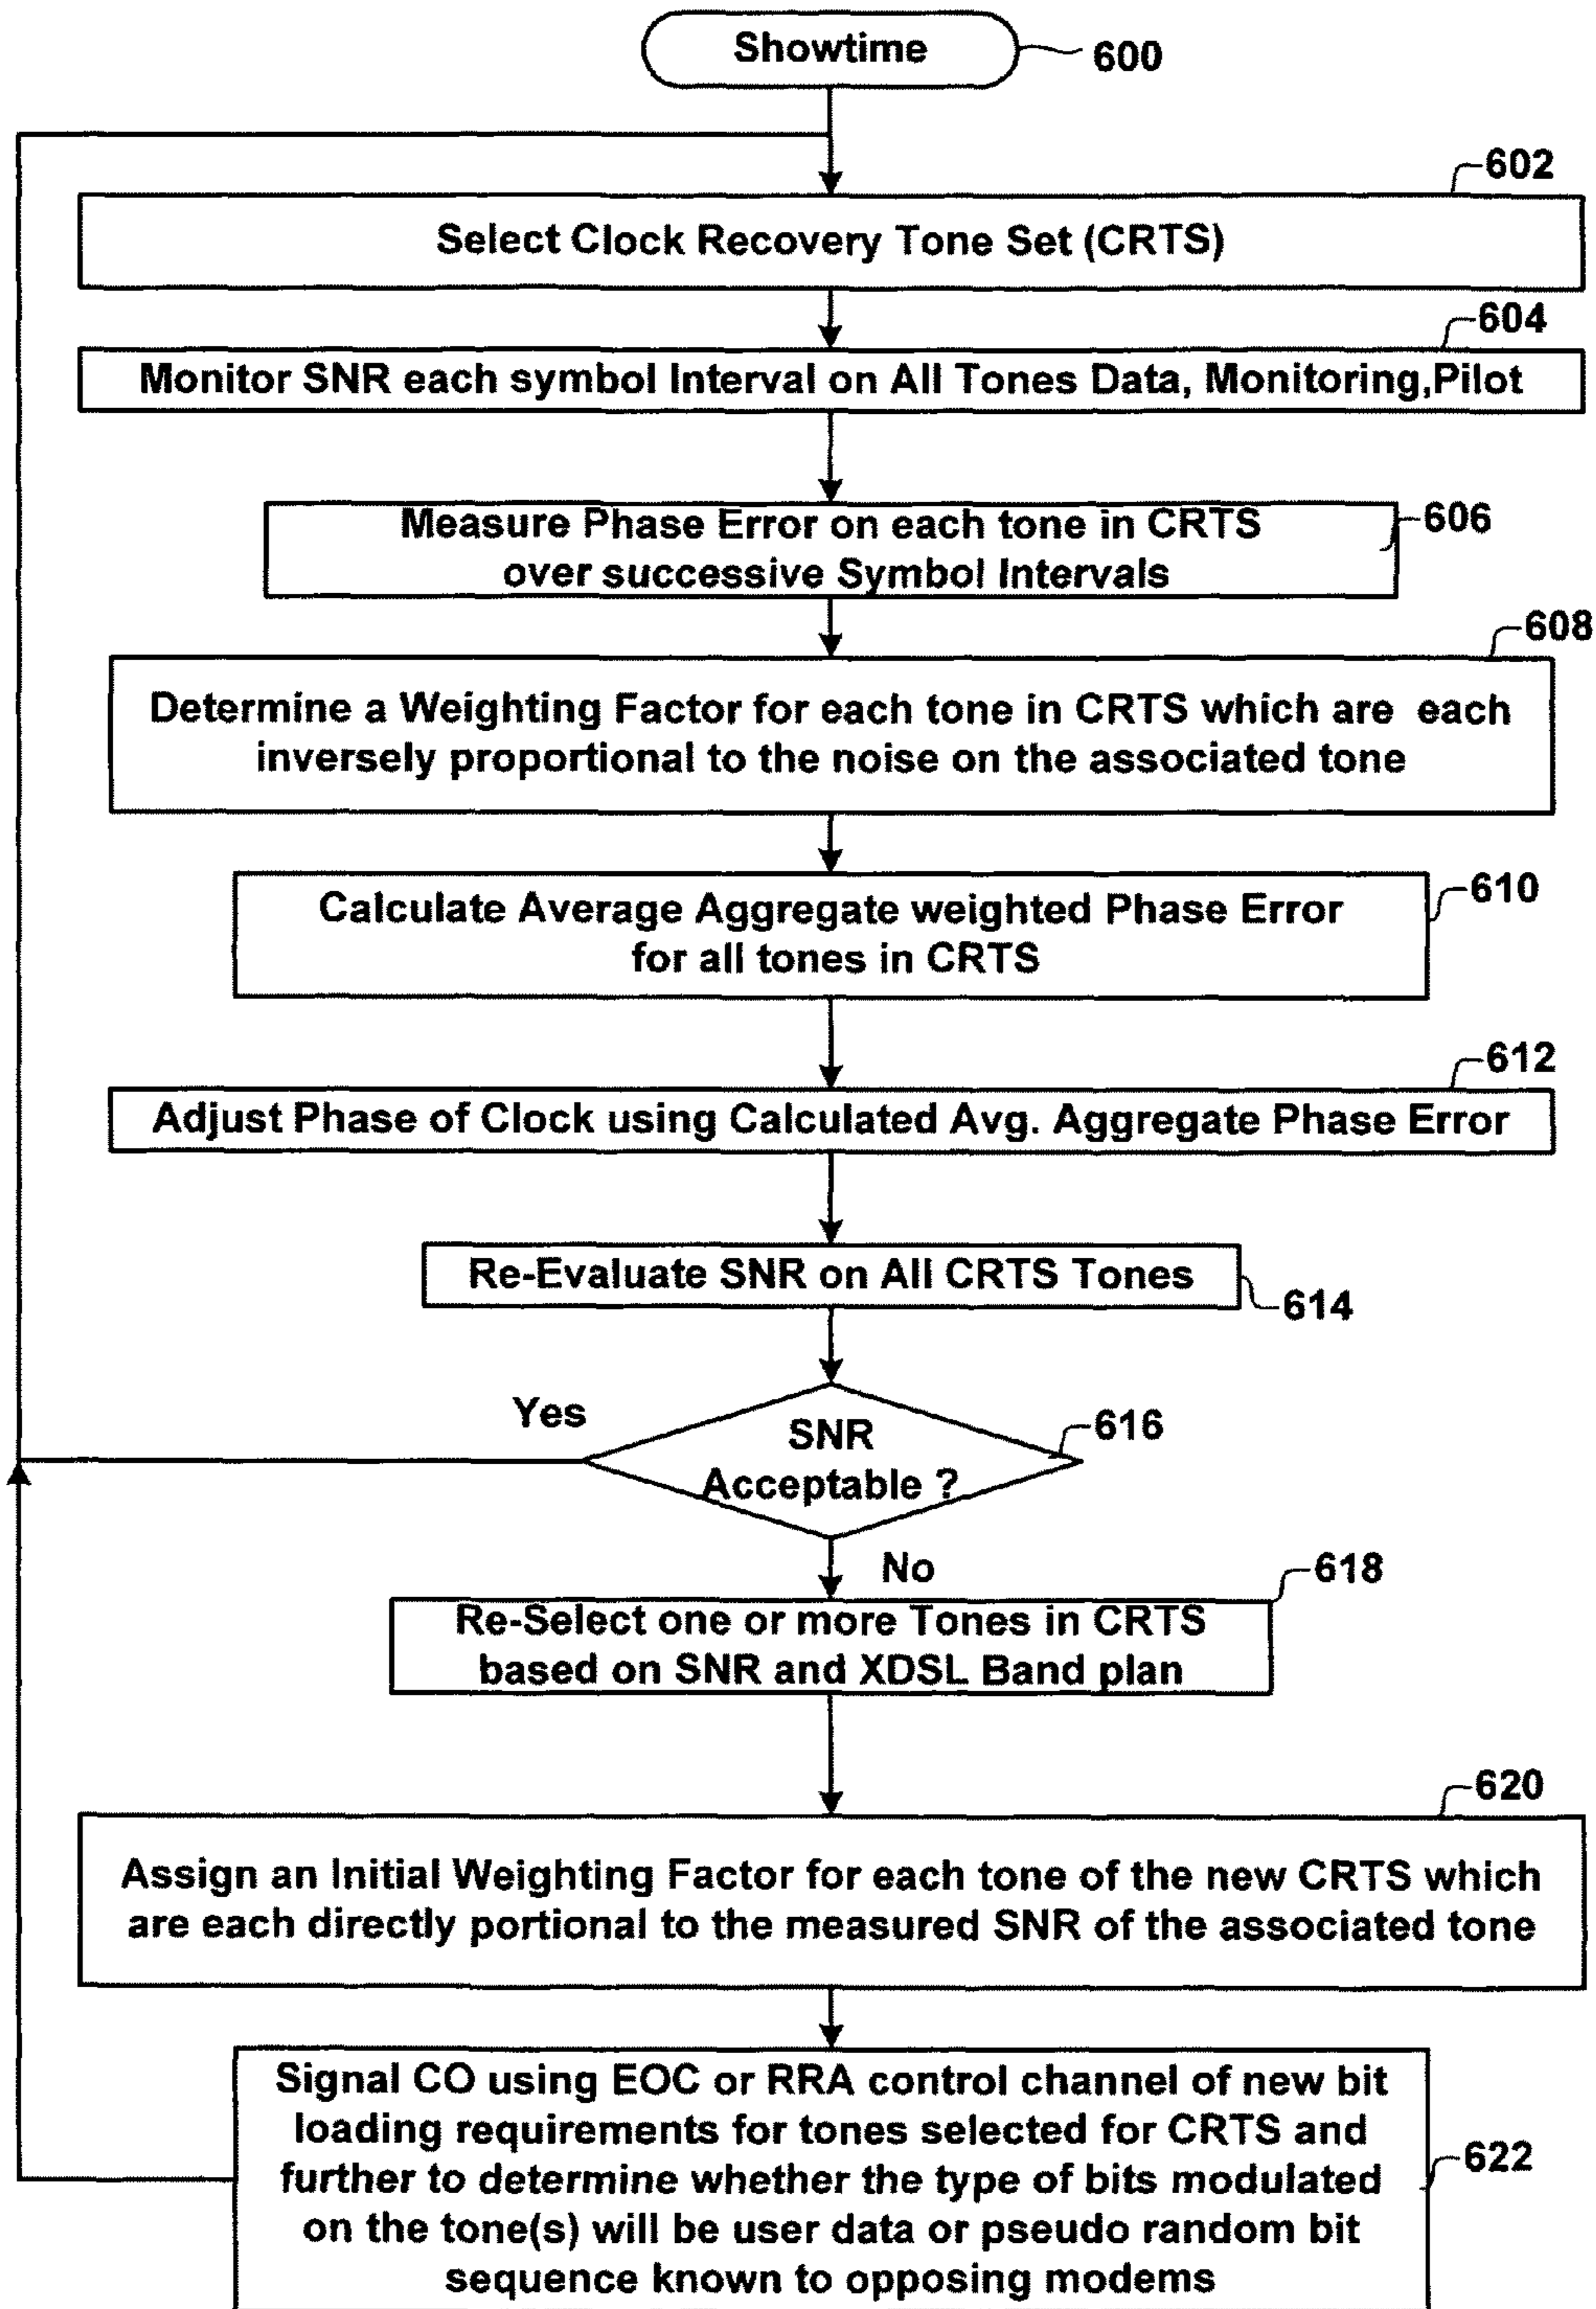 Showtime
600
602
Select Clock Recovery Tone Set (CRTS)
604
Monitor SNR each symbol Interval on All Tones Data, Monitoring,Pilot
Measure Phase Error on each tone in CRTS
over successive Symbol Intervals
606
608
Determine a Weighting Factor for each tone in CRTS which are each
inversely proportional to the noise on the associated tone
610
Calculate Average Aggregate weighted Phase Error
for all tones in CRTS
612
Adjust Phase of Clock using Calculated Avg. Aggregate Phase Error
Re-Evaluate SNR on All CRTS Tones
614
Yes
SNR
Acceptable ?
616
No
618
Re-Select one or more Tones in CRTS
based on SNR and XDSL Band plan
620
Assign an Initial Weighting Factor for each tone of the new CRTS which
are each directly portional to the measured SNR of the associated tone
Signal CO using EOC or RRA control channel of new bit
loading requirements for tones selected for CRTS and
further to determine whether the type of bits modulated
on the tone(s) will be user data or pseudo random bit
sequence known to opposing modems
622